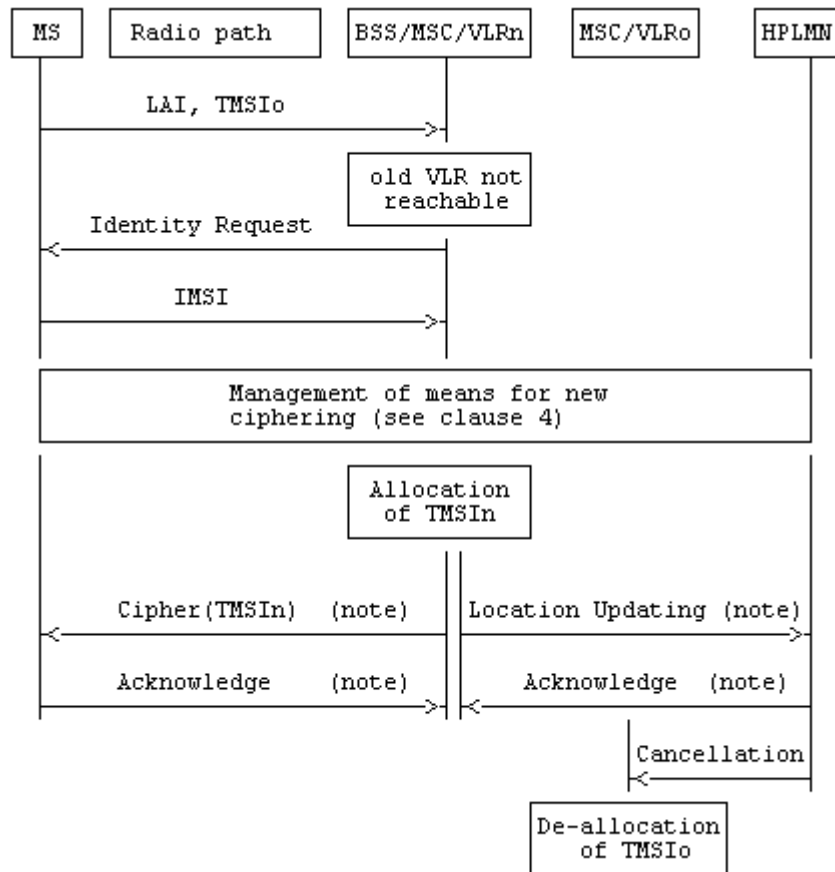 MS Radio path BSS/MSC/VLRn MSC/VLRo HPLMN
LAI, TMSIo
old VLR not
reachable
Identity Request
IMSI
Management of means for new
ciphering (see clause 4)
Allocation
of TMSIn
Cipher(TMSIn) (note) Location Updating (note)
Acknowledge (note) Acknowledge (note)
Cancellation
De-allocation
of TMSIo